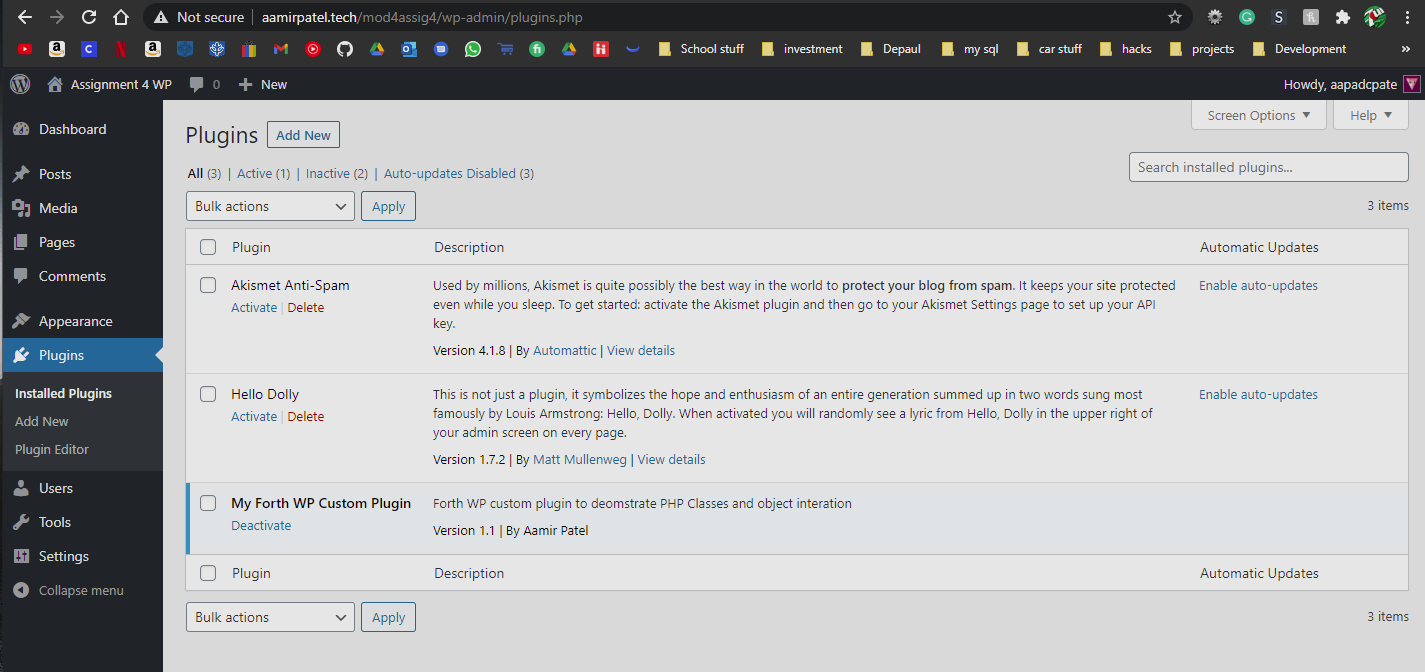 Not secure | aamirpatel.tech/mod4assig4/wp-admin/plugins.php
School stuff investment Depaul my sql car stuff hacks projects Development »
Assignment 4 WP 0 + New Howdy, aapadcpate
Dashboard
Posts
Media
Pages
Comments
Appearance
Plugins
Installed Plugins
Add New
Plugin Editor
Users
Tools
Settings
Collapse menu
Screen Options Help
Plugins Add New
All (3) | Active (1) | Inactive (2) | Auto-updates Disabled (3)
Search installed plugins...
Bulk actions Apply
3 items
Plugin Description Automatic Updates
Akismet Anti-Spam
Activate | Delete
Used by millions, Akismet is quite possibly the best way in the world to protect your blog from spam. It keeps your site protected
even while you sleep. To get started: activate the Akismet plugin and then go to your Akismet Settings page to set up your API
key.
Version 4.1.8 | By Automattic | View details
Enable auto-updates
Hello Dolly
Activate | Delete
This is not just a plugin, it symbolizes the hope and enthusiasm of an entire generation summed up in two words sung most
famously by Louis Armstrong: Hello, Dolly. When activated you will randomly see a lyric from Hello, Dolly in the upper right of
your admin screen on every page.
Version 1.7.2 | By Matt Mullenweg | View details
Enable auto-updates
My Forth WP Custom Plugin
Deactivate
Forth WP custom plugin to deomstrate PHP Classes and object interation
Version 1.1 | By Aamir Patel
Plugin Description Automatic Updates
Bulk actions Apply
3 items